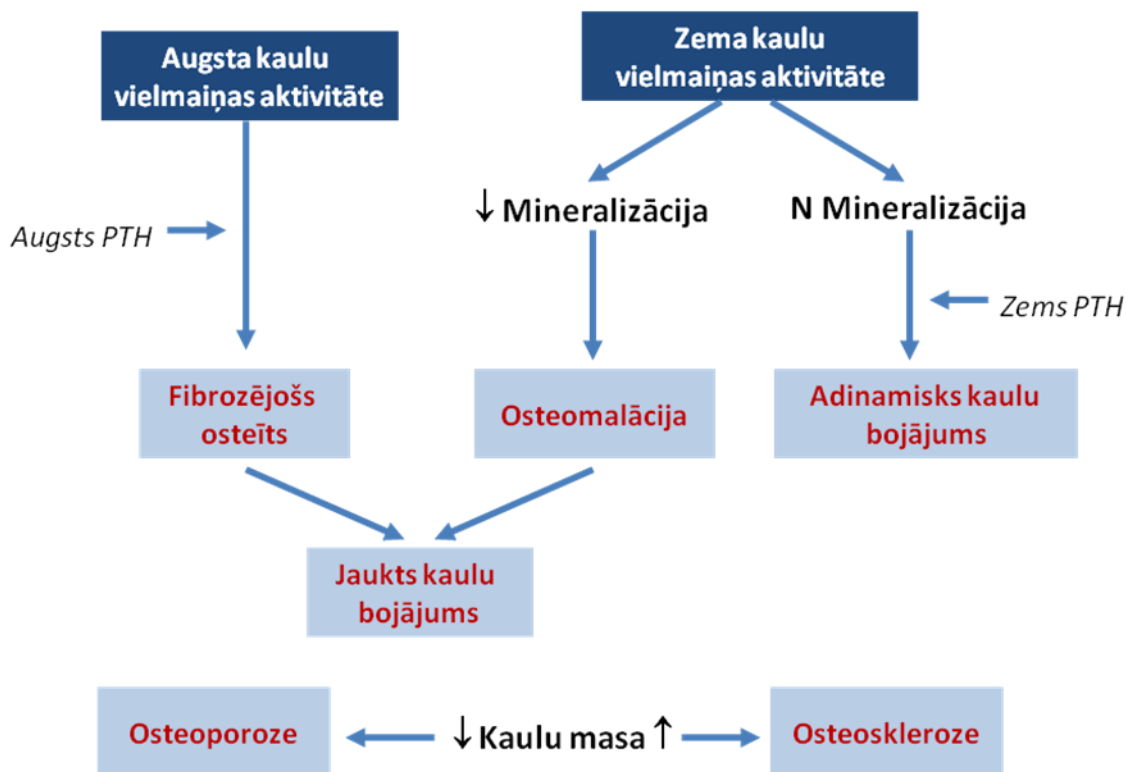 Augsta kaulu
vielmaiņas aktivitāte
Zema kaulu
vielmaiņas aktivitāte
↓ Mineralizācija
N Mineralizācija
Augsts PTH
Zems PTH
Fibrozējošs
osteīts
Osteomalācija
Adinamisks kaulu
bojājums
Jaukts kaulu
bojājums
Osteoporoze
↓ Kaulu masa ↑
Osteoskleroze